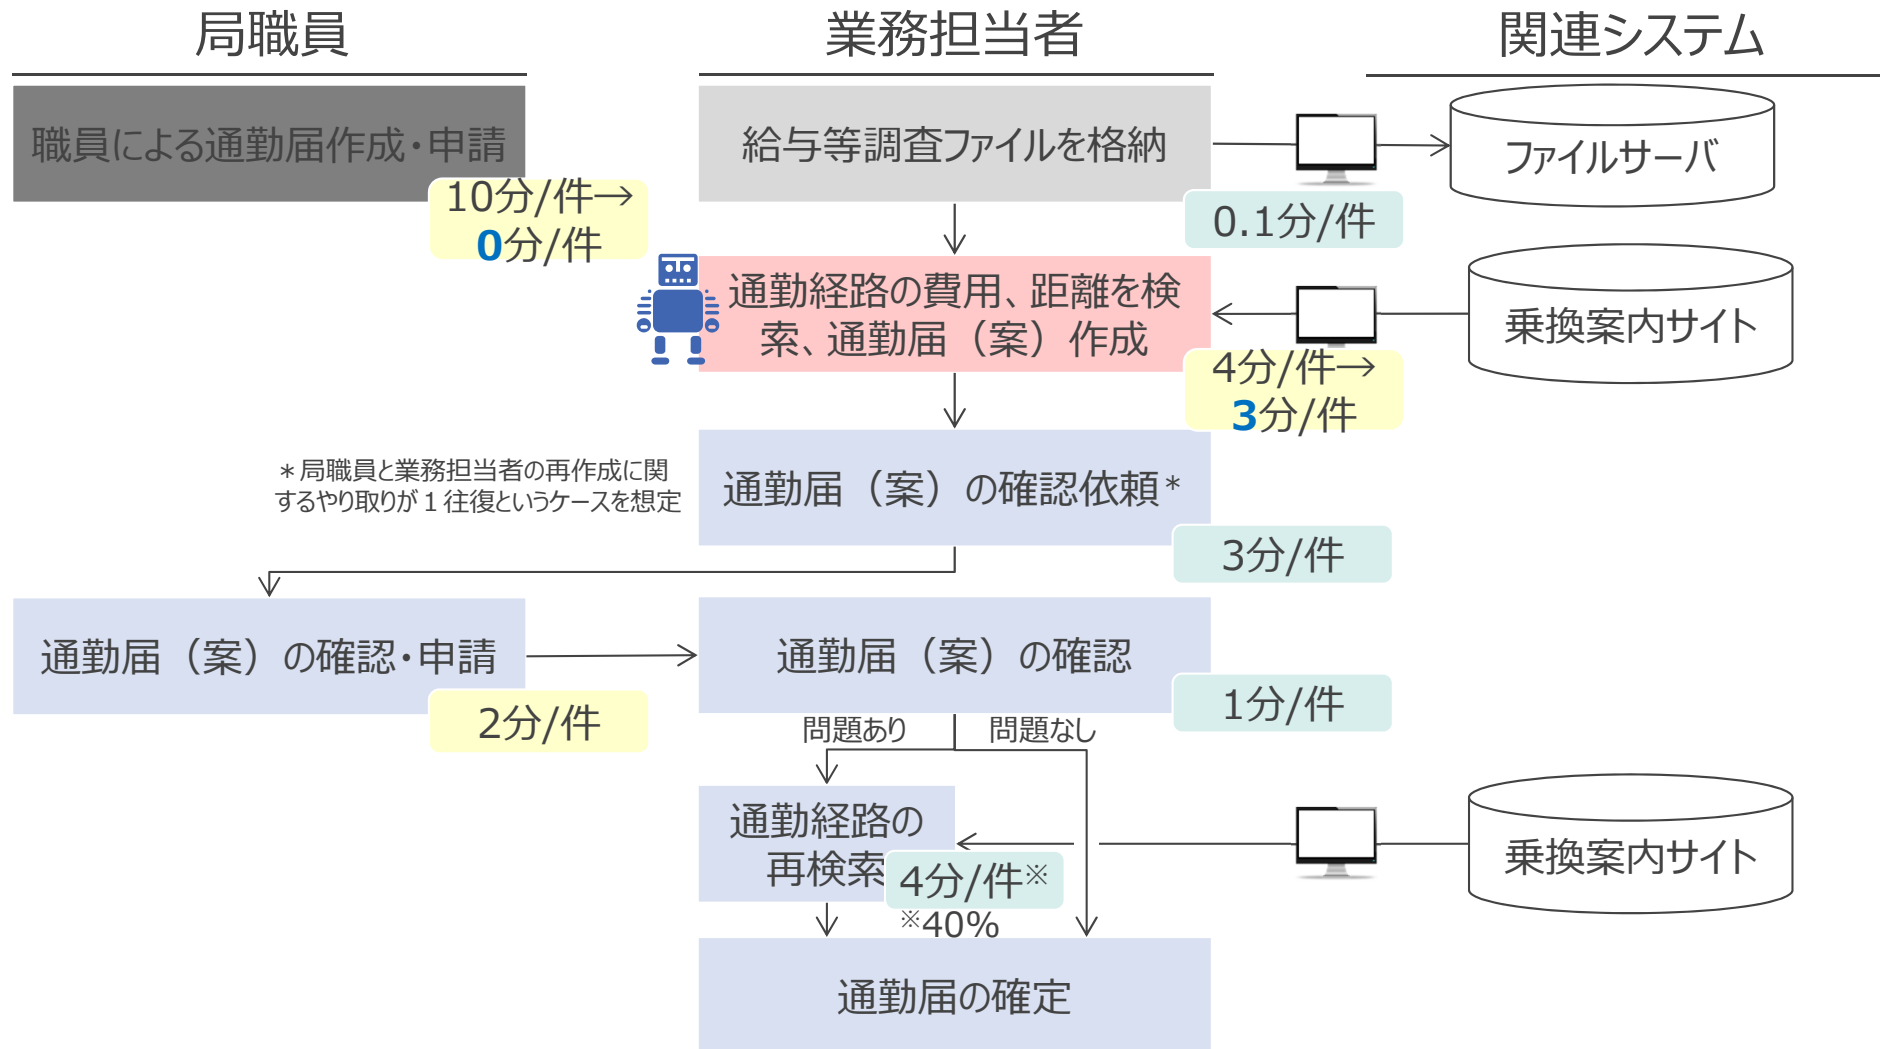 局職員
業務担当者
関連システム
職員による通勤届作成・申請
10分/件→
0分/件
給与等調査ファイルを格納
0.1分/件
ファイルサーバ
通勤経路の費用、距離を検
索、通勤届（案）作成
4分/件→
3分/件
乗換案内サイト
＊局職員と業務担当者の再作成に関
するやり取りが１往復というケースを想定
通勤届（案）の確認依頼＊
3分/件
通勤届（案）の確認・申請
2分/件
通勤届（案）の確認
1分/件
問題あり
問題なし
通勤経路の
再検索
4分/件※
※40%
乗換案内サイト
通勤届の確定